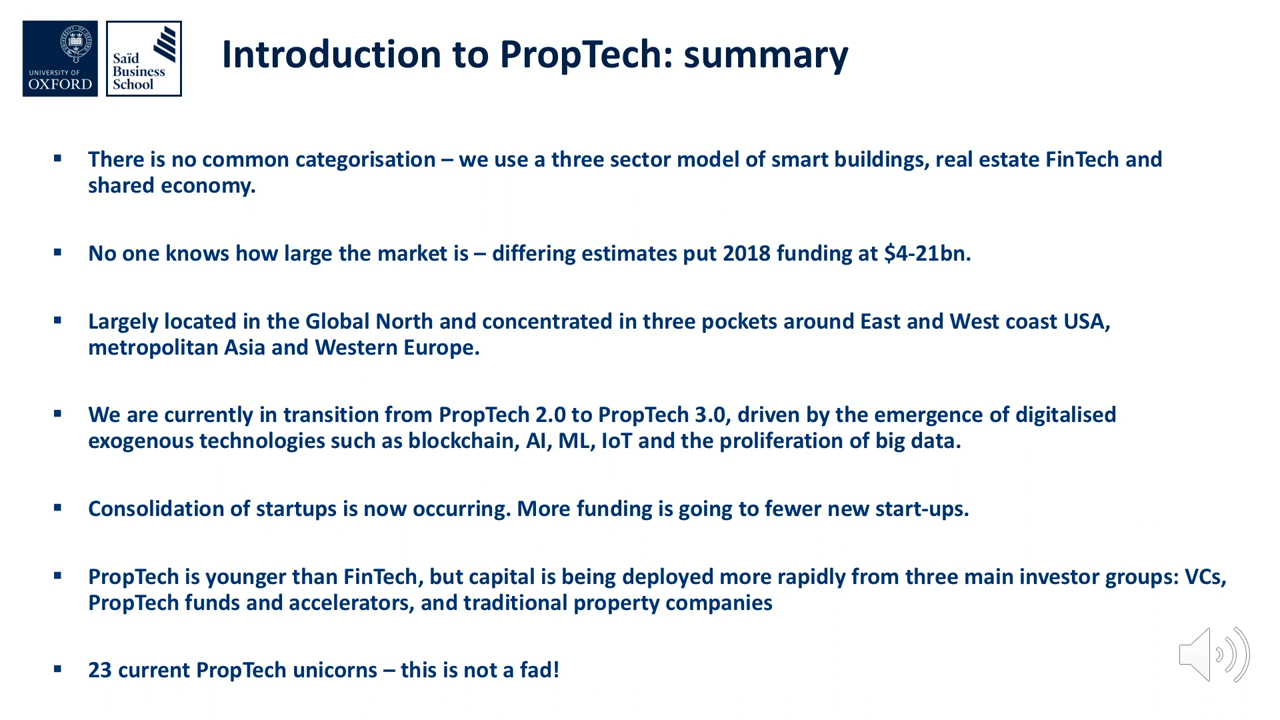 UNIVERSITY OF
OXFORD
Saïd
Business
School
Introduction to PropTech: summary
▪ There is no common categorisation – we use a three sector model of smart buildings, real estate FinTech and
shared economy.
▪ No one knows how large the market is – differing estimates put 2018 funding at $4-21bn.
▪ Largely located in the Global North and concentrated in three pockets around East and West coast USA,
metropolitan Asia and Western Europe.
▪ We are currently in transition from PropTech 2.0 to PropTech 3.0, driven by the emergence of digitalised
exogenous technologies such as blockchain, AI, ML, IoT and the proliferation of big data.
▪ Consolidation of startups is now occurring. More funding is going to fewer new start-ups.
▪ PropTech is younger than FinTech, but capital is being deployed more rapidly from three main investor groups: VCs,
PropTech funds and accelerators, and traditional property companies
▪ 23 current PropTech unicorns – this is not a fad!